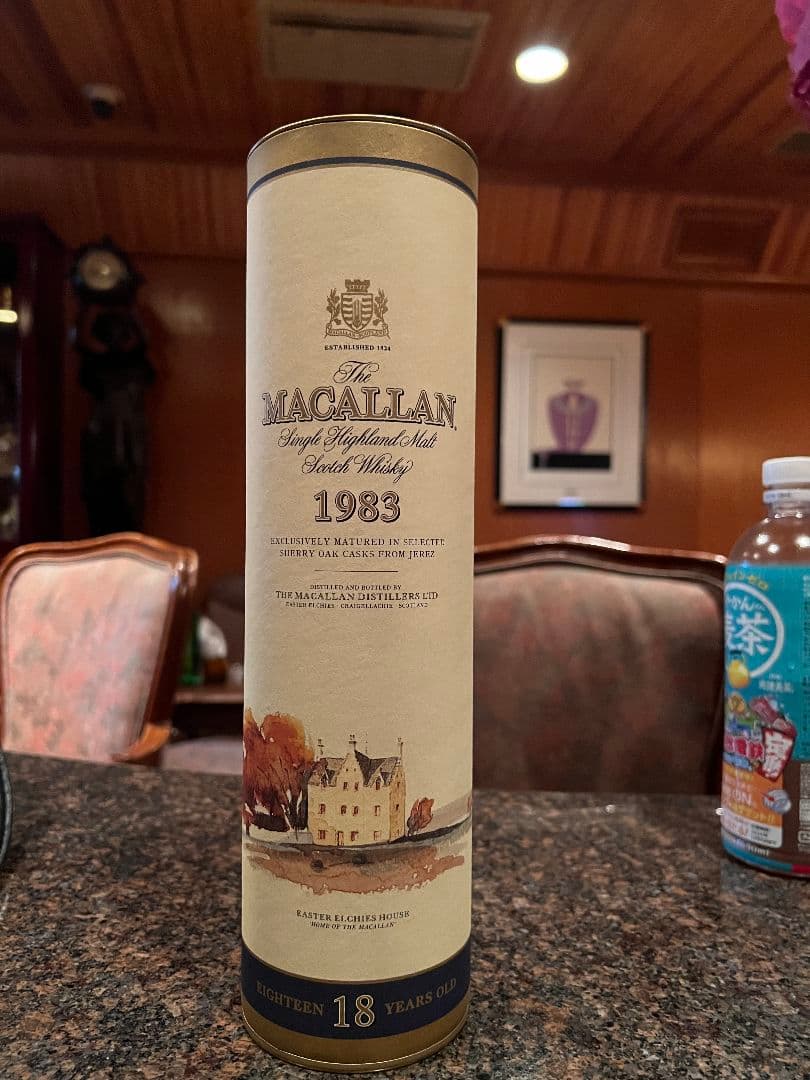 ESTABLISHED 1824
The
MACALLAN
Single Highland Malt
Scotch Whisky
1983
EXCLUSIVELY MATURED IN SELECTED
SHERRY OAK CASKS FROM JEREZ
DISTILLED AND BOTTLED BY
THE MACALLAN DISTILLERS LTD
EASTER ELCHIES · CRAIGELLACHIE · SCOTLAND
EASTER ELCHIES HOUSE
'HOME OF THE MACALLAN'
EIGHTEEN 18 YEARS OLD
茶